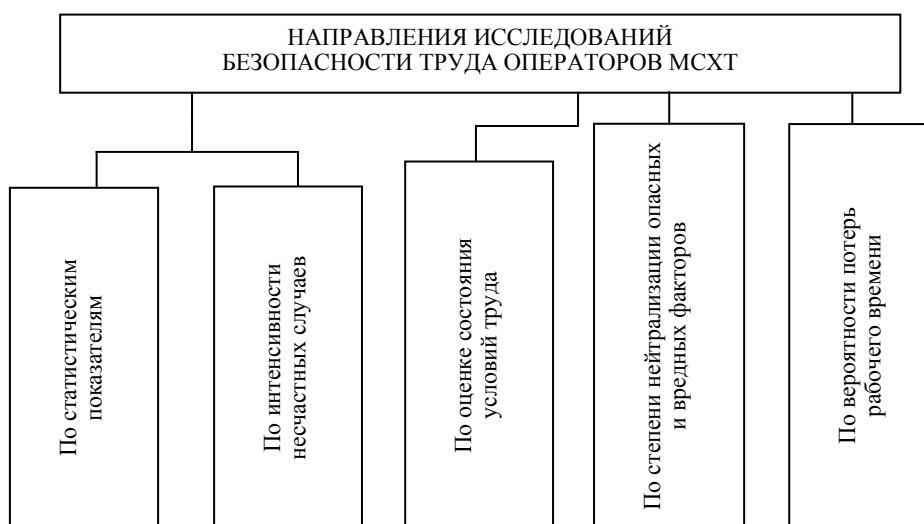 НАПРАВЛЕНИЯ ИССЛЕДОВАНИЙ
БЕЗОПАСНОСТИ ТРУДА ОПЕРАТОРОВ МСХТ
По статистическим
показателям
По интенсивности
несчастных случаев
По оценке состояния
условий труда
По степени нейтрализации опасных
и вредных факторов
По вероятности потерь
рабочего времени